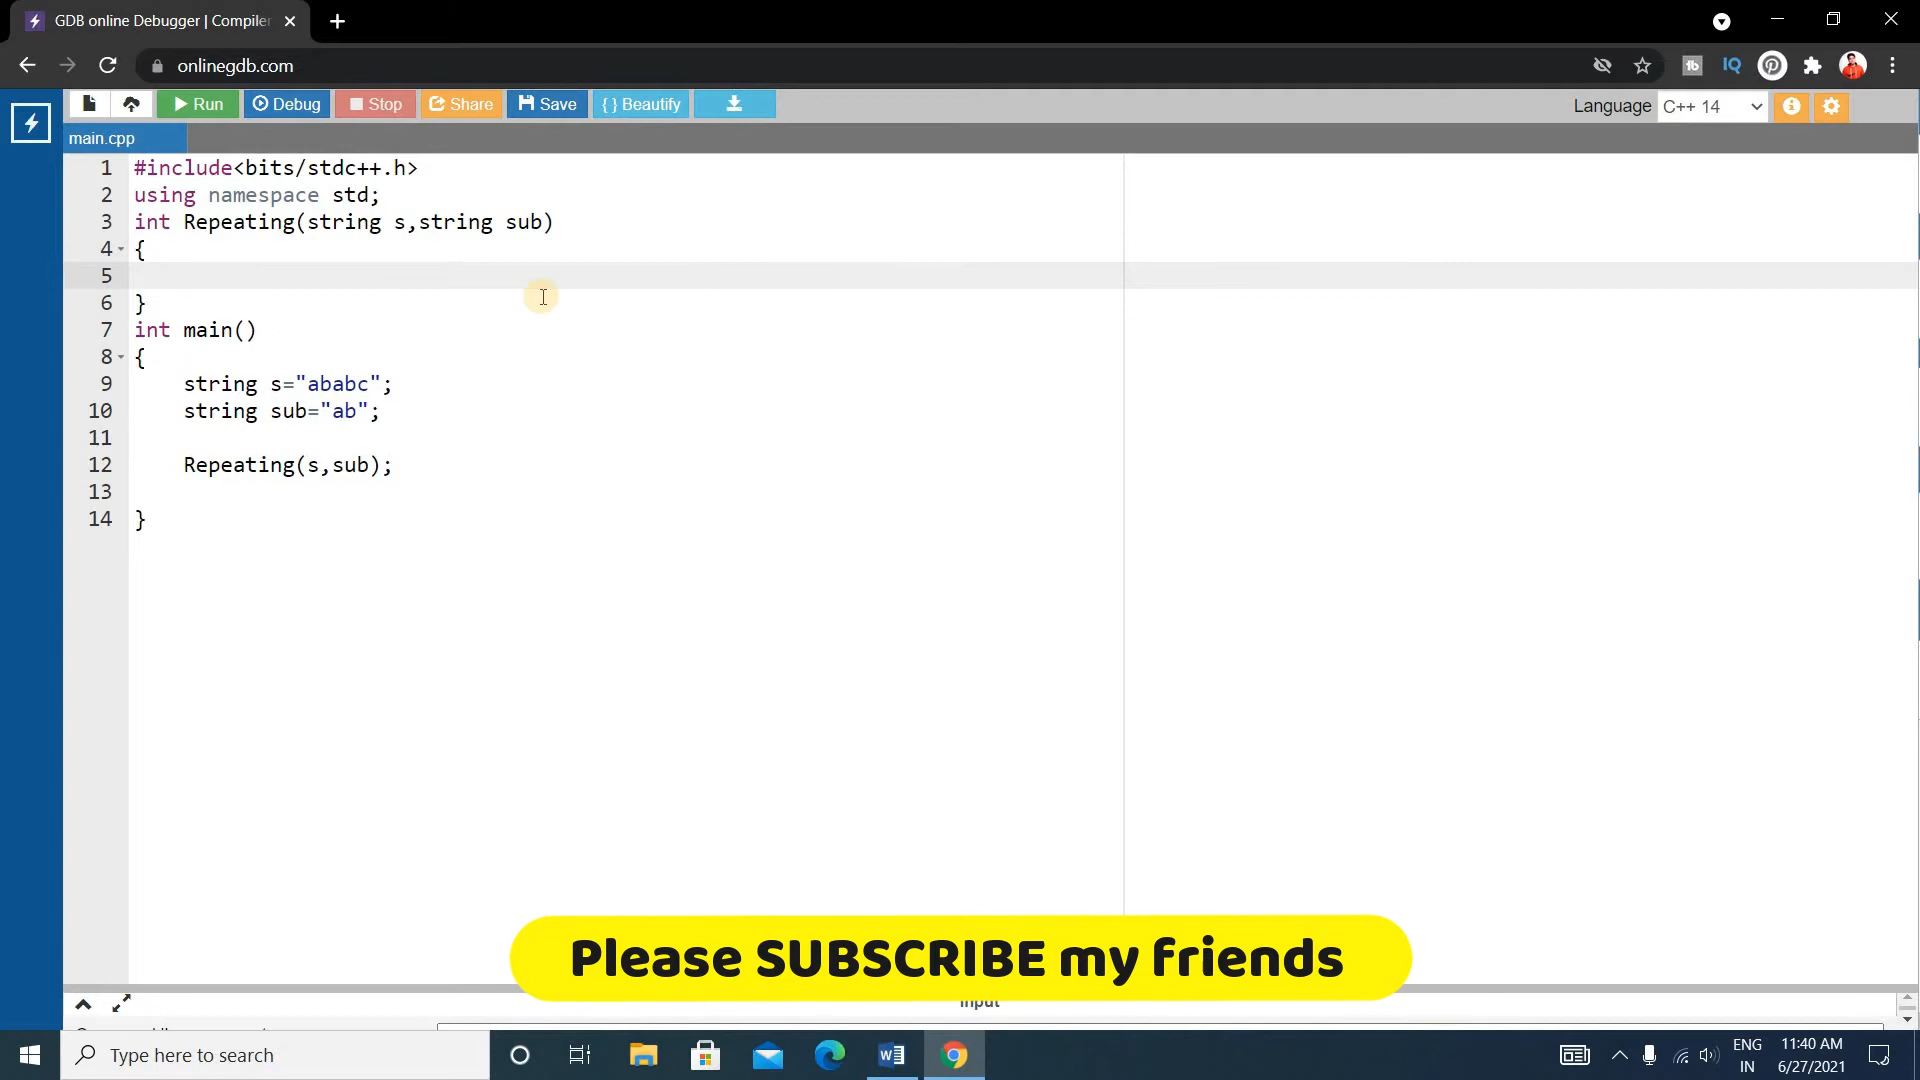 GDB online Debugger | Compiler
onlinegdb.com
Run
Debug
Stop
Share
Save
{ } Beautify
Language
C++ 14
main.cpp
1 #include<bits/stdc++.h>
2 using namespace std;
3 int Repeating(string s,string sub)
4 {
5
6 }
7 int main()
8 {
9 string s="ababc";
10 string sub="ab";
11
12 Repeating(s,sub);
13
14 }
Please SUBSCRIBE my friends
input
Type here to search
ENG
IN
11:40 AM
6/27/2021